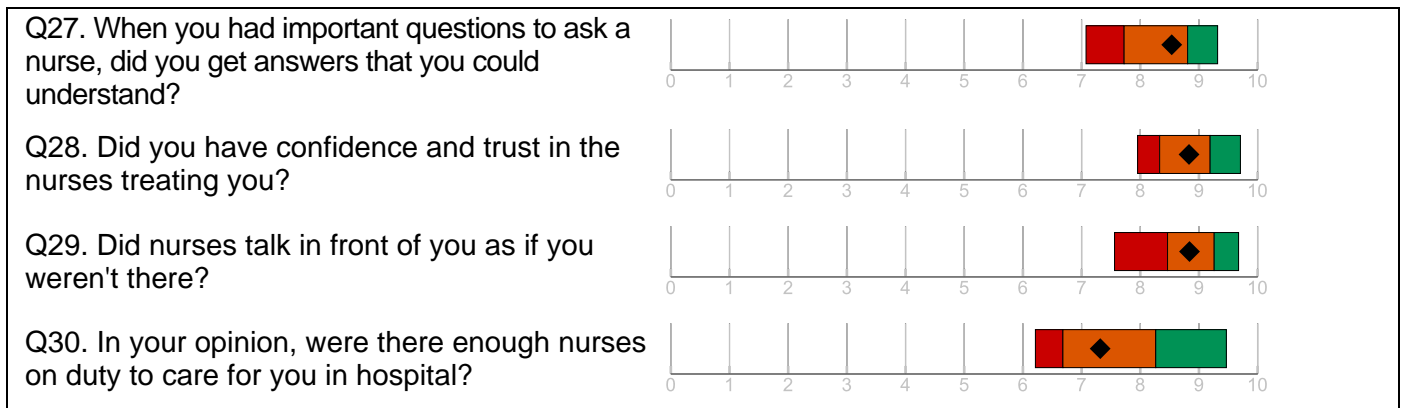 Q27. When you had important questions to ask a
nurse, did you get answers that you could
understand?
0 1 2 3 4 5 6 7 8 9 10
Q28. Did you have confidence and trust in the
nurses treating you?
0 1 2 3 4 5 6 7 8 9 10
Q29. Did nurses talk in front of you as if you
weren't there?
0 1 2 3 4 5 6 7 8 9 10
Q30. In your opinion, were there enough nurses
on duty to care for you in hospital?
0 1 2 3 4 5 6 7 8 9 10